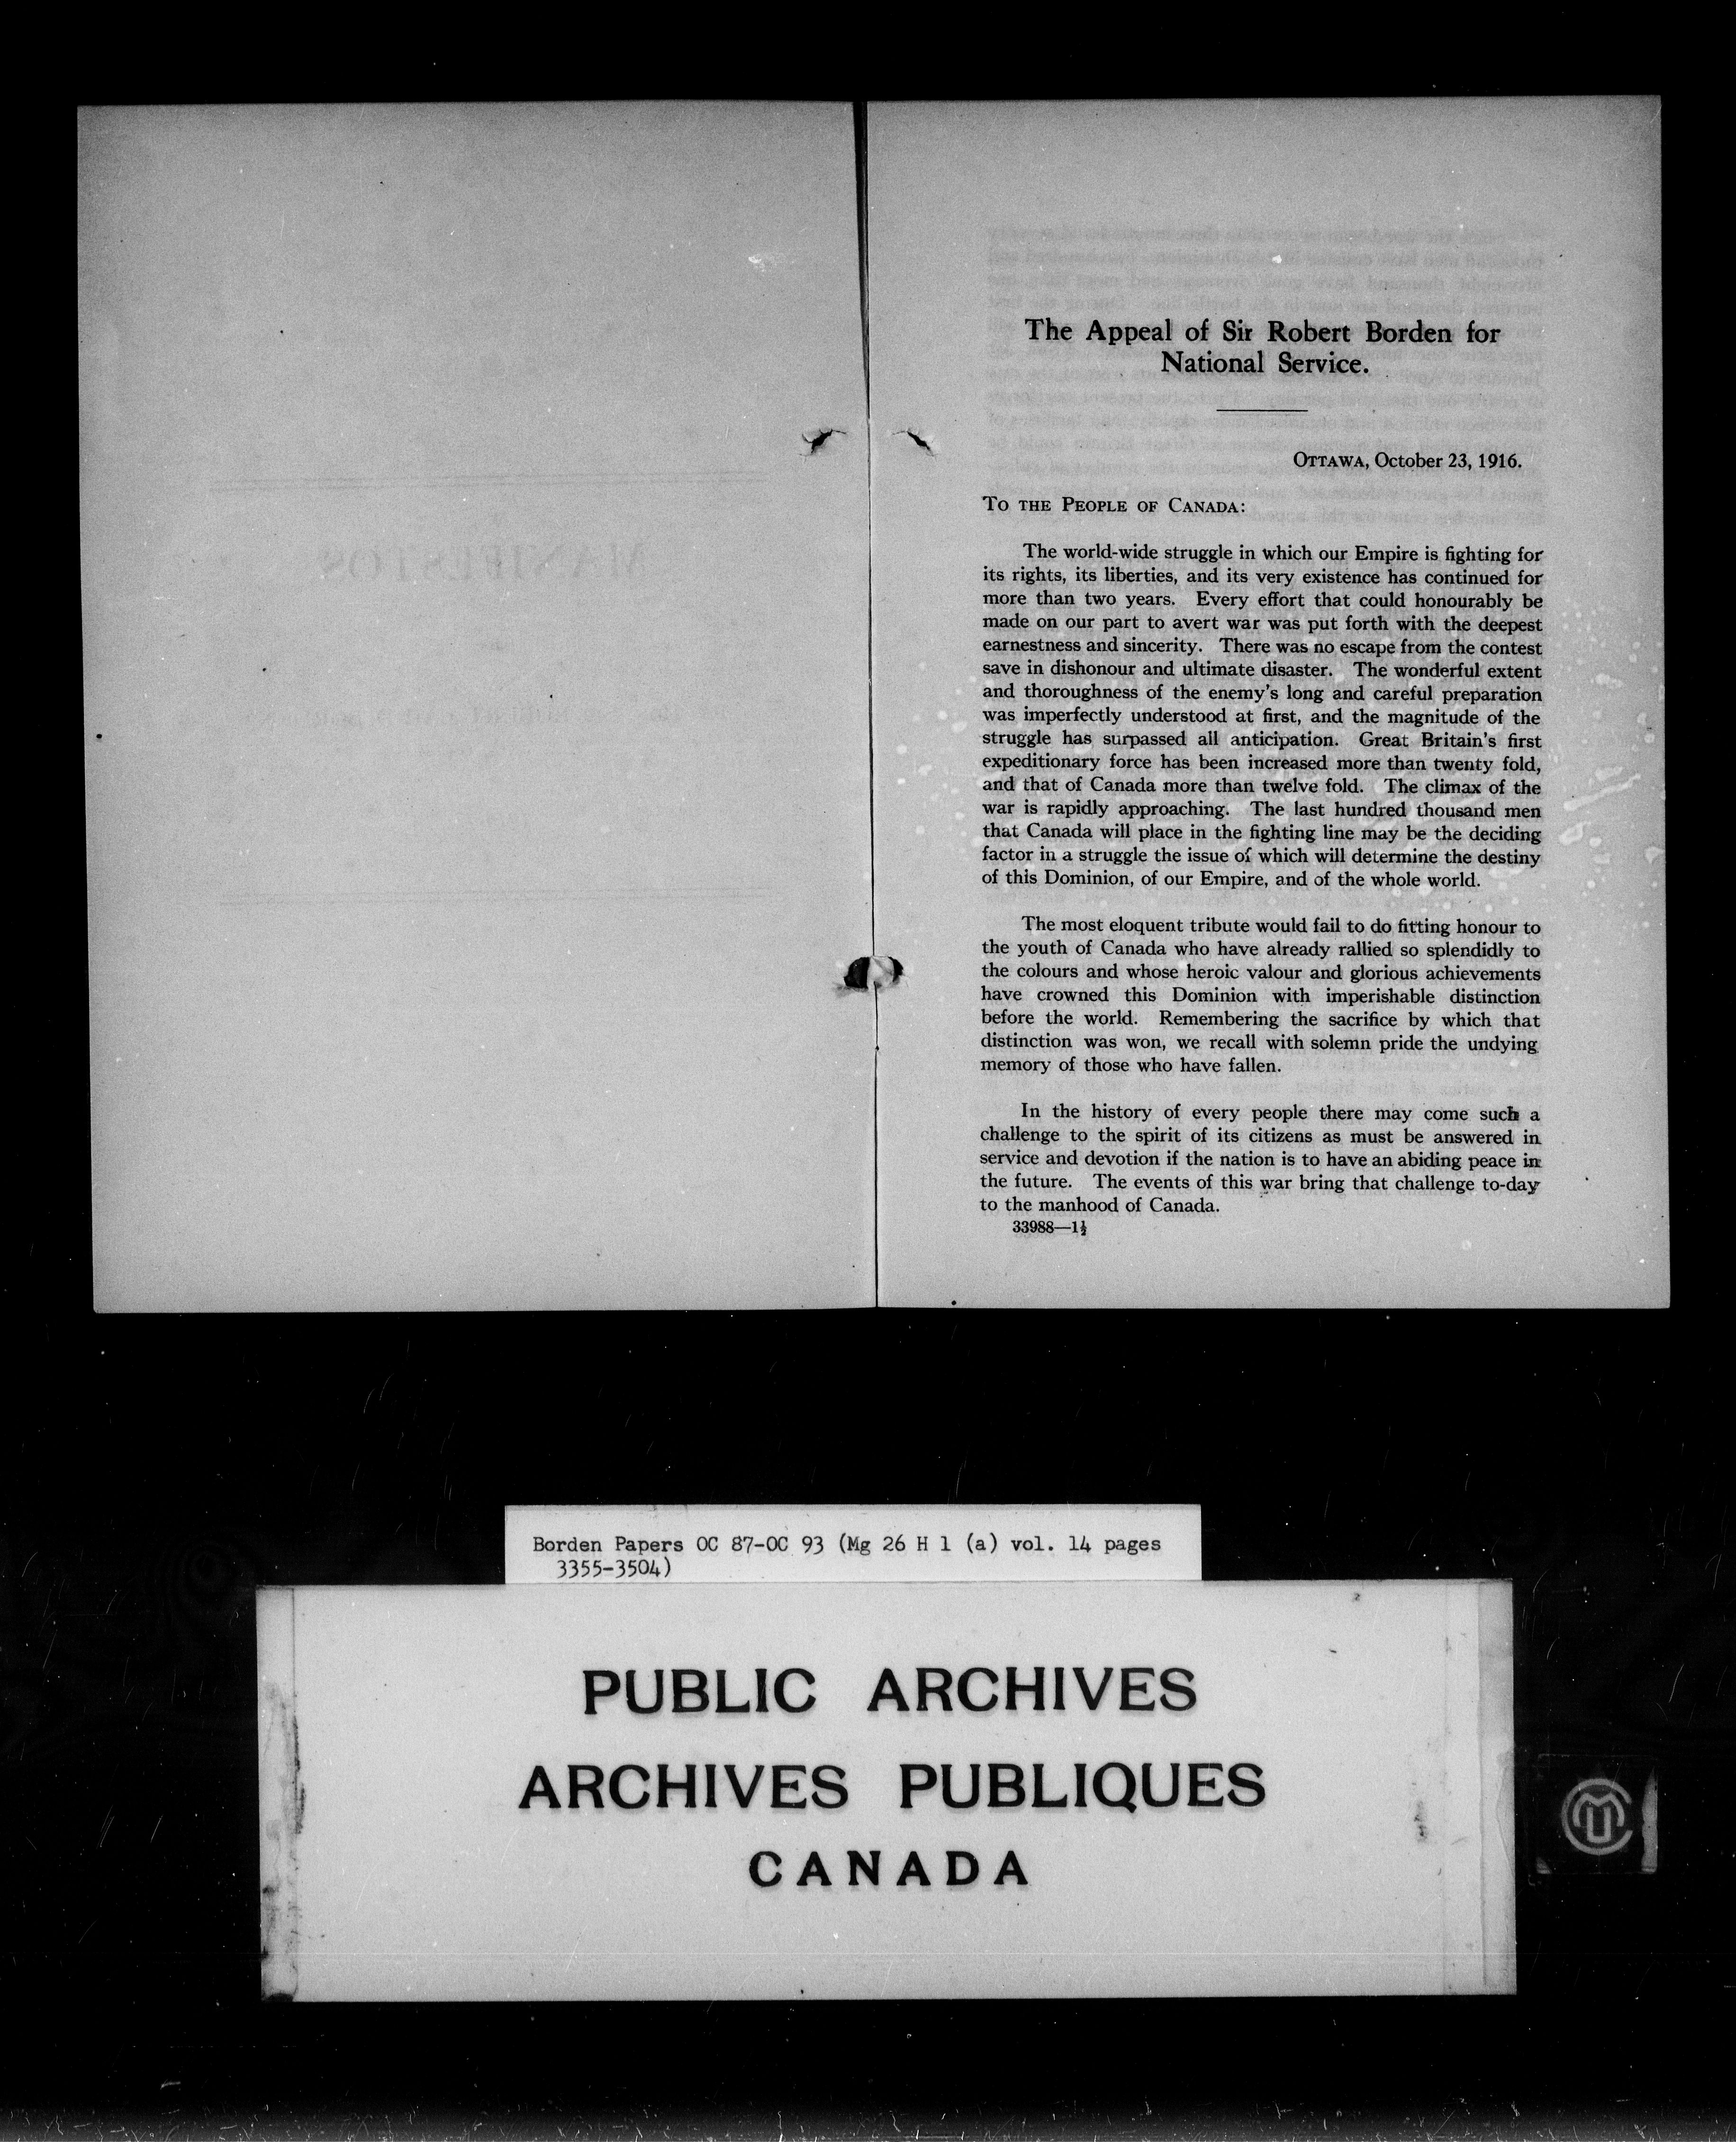 The Appeal of Sir Robert Borden for
National Service.
OTTAWA, October 23, 1916.
TO THE PEOPLE OF CANADA:
The world-wide struggle in which our Empire is fighting for
its rights, its liberties, and its very existence has continued for
more than two years. Every effort that could honourably be
made on our part to avert war was put forth with the deepest
earnestness and sincerity. There was no escape from the contest
save in dishonour and ultimate disaster. The wonderful extent
and thoroughness of the enemy's long and careful preparation
was imperfectly understood at first, and the magnitude of the
struggle has surpassed all anticipation. Great Britain's first
expeditionary force has been increased more than twenty fold,
and that of Canada more than twelve fold. The climax of the
war is rapidly approaching. The last hundred thousand men
that Canada will place in the fighting line may be the deciding
factor in a struggle the issue of which will determine the destiny
of this Dominion, of our Empire, and of the whole world.
The most eloquent tribute would fail to do fitting honour to
the youth of Canada who have already rallied so splendidly to
the colours and whose heroic valour and glorious achievements
have crowned this Dominion with imperishable distinction
before the world. Remembering the sacrifice by which that
distinction was won, we recall with solemn pride the undying
memory of those who have fallen.
In the history of every people there may come such a
challenge to the spirit of its citizens as must be answered in
service and devotion if the nation is to have an abiding peace in
the future. The events of this war bring that challenge to-day
to the manhood of Canada.
33988—1½
Borden Papers OC 87-OC 93 (Mg 26 H 1 (a) vol. 14 pages
3355-3504)
PUBLIC ARCHIVES
ARCHIVES PUBLIQUES
CANADA